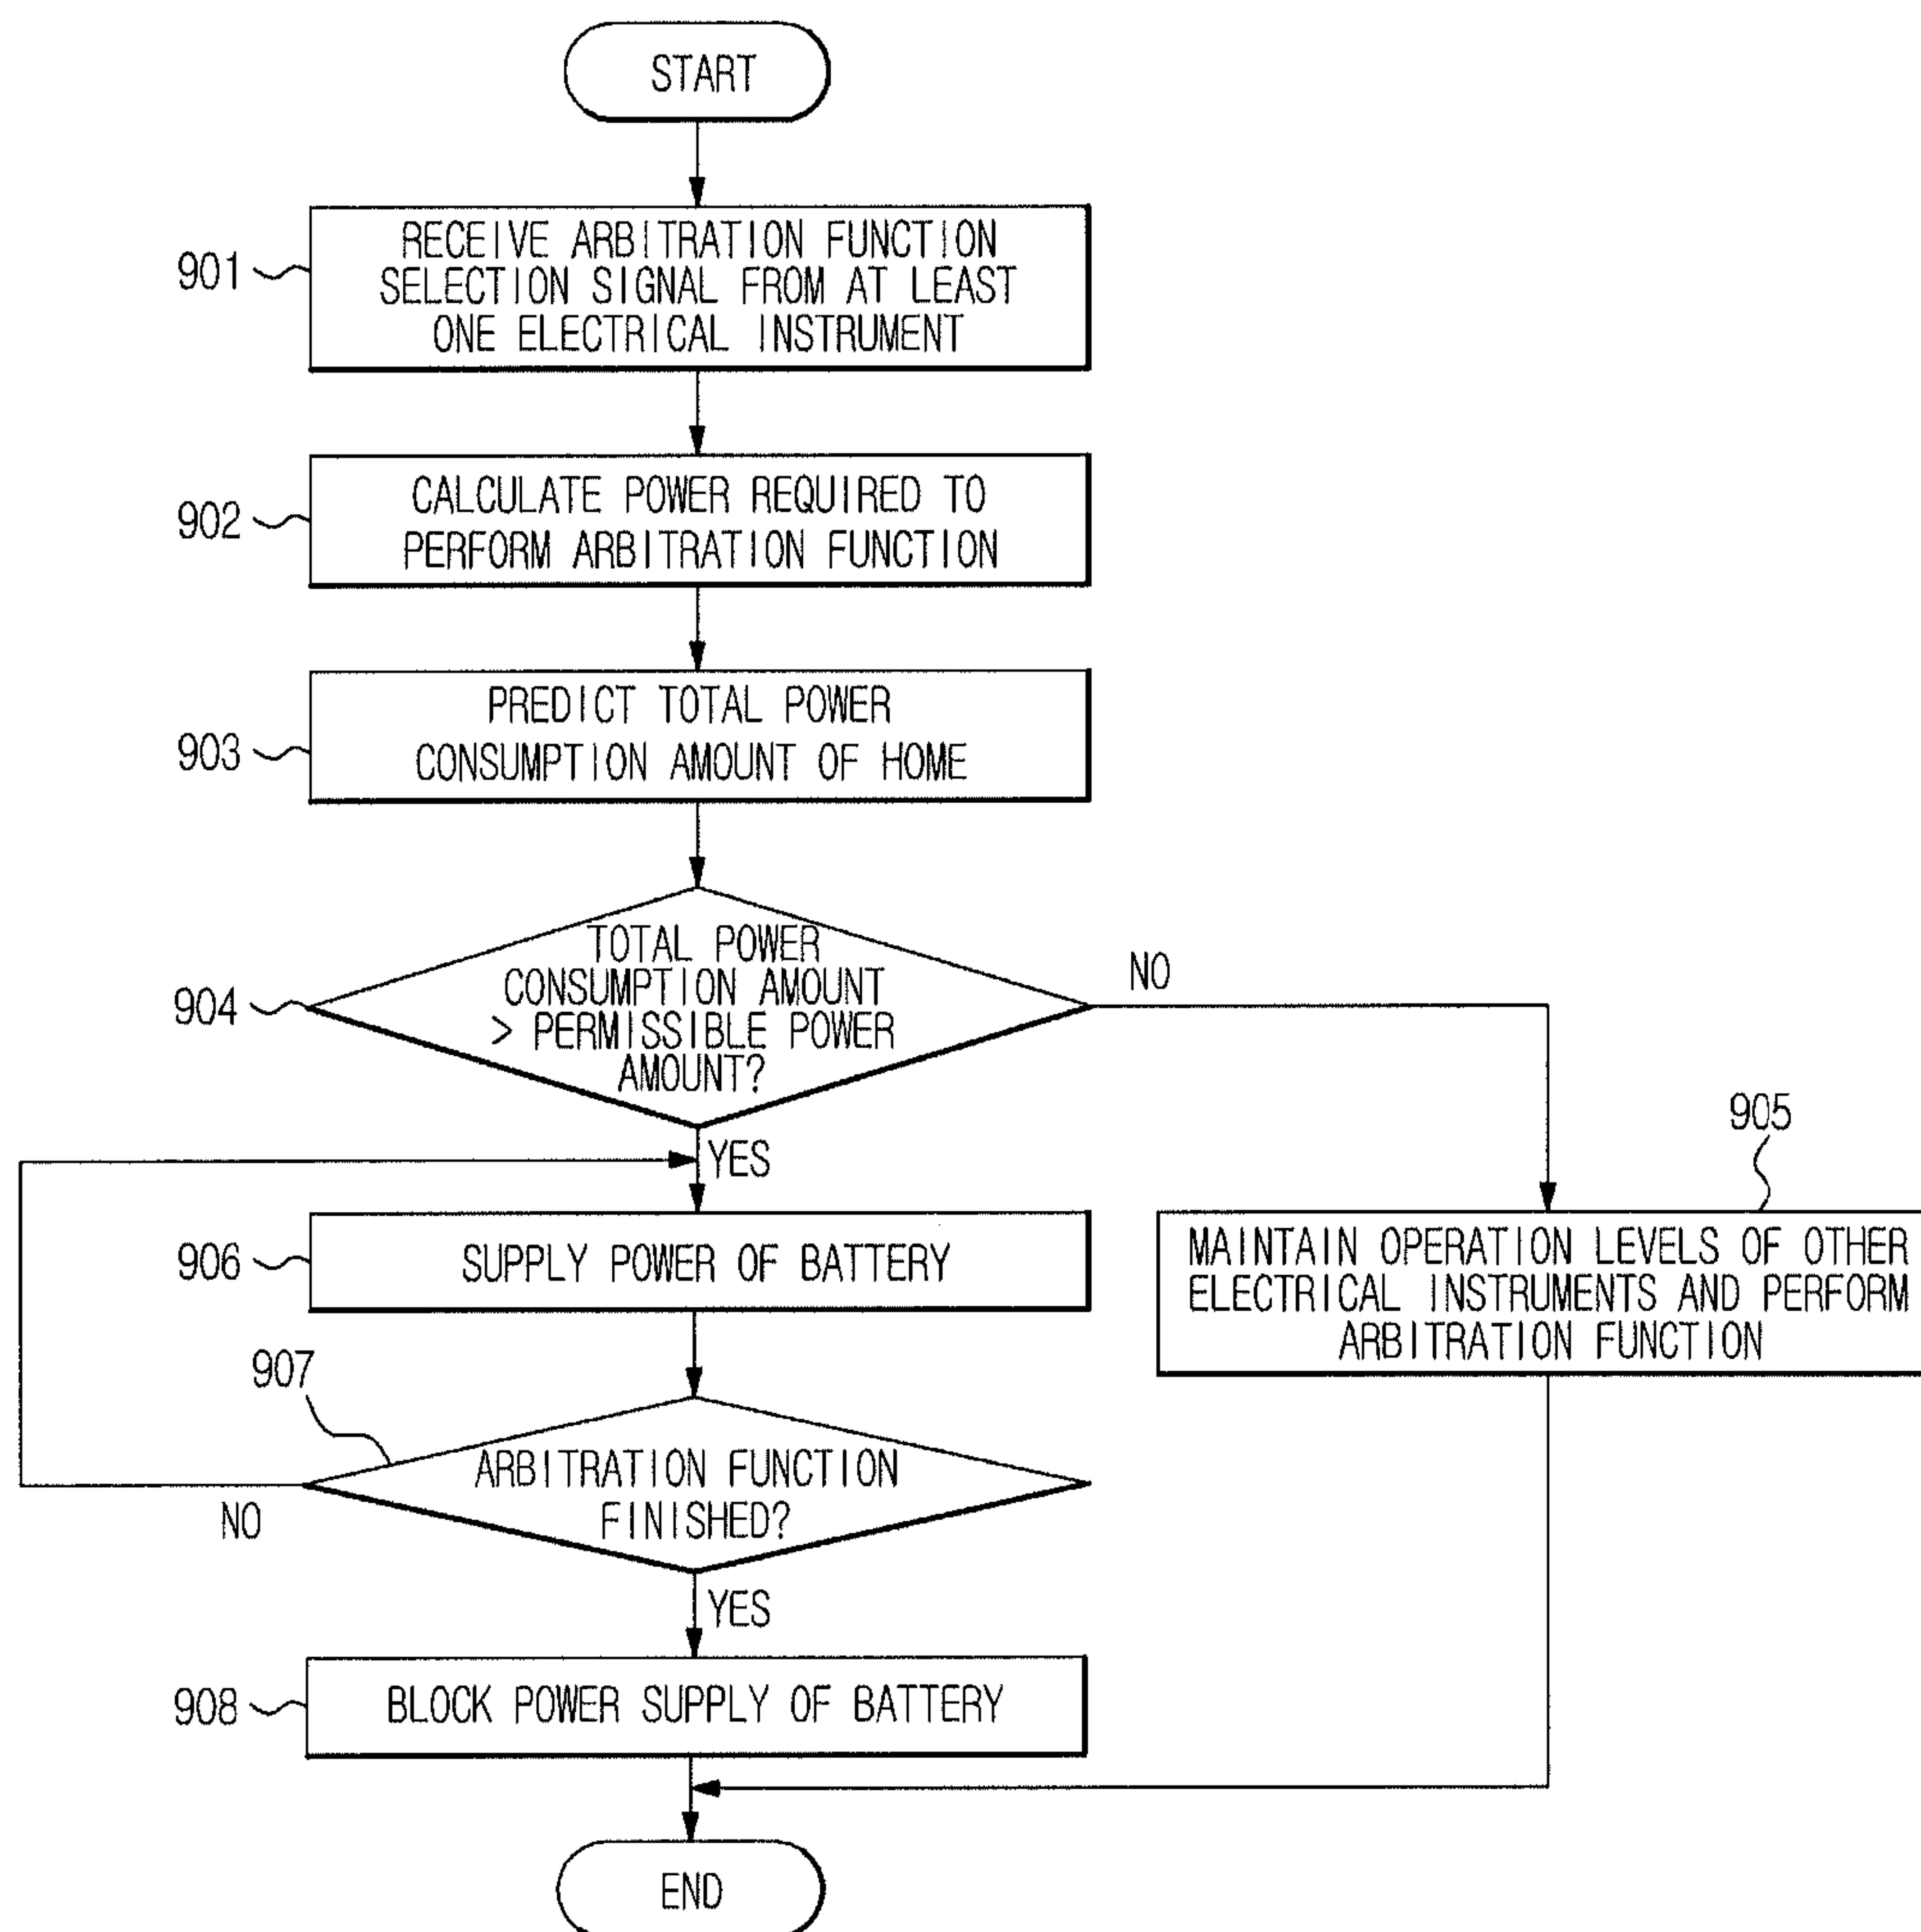 START
901
RECEIVE ARBITRATION FUNCTION
SELECTION SIGNAL FROM AT LEAST
ONE ELECTRICAL INSTRUMENT
902
CALCULATE POWER REQUIRED TO
PERFORM ARBITRATION FUNCTION
903
PREDICT TOTAL POWER
CONSUMPTION AMOUNT OF HOME
904
TOTAL POWER
CONSUMPTION AMOUNT
> PERMISSIBLE POWER
AMOUNT?
NO
YES
905
MAINTAIN OPERATION LEVELS OF OTHER
ELECTRICAL INSTRUMENTS AND PERFORM
ARBITRATION FUNCTION
906
SUPPLY POWER OF BATTERY
907
ARBITRATION FUNCTION
FINISHED?
NO
YES
908
BLOCK POWER SUPPLY OF BATTERY
END